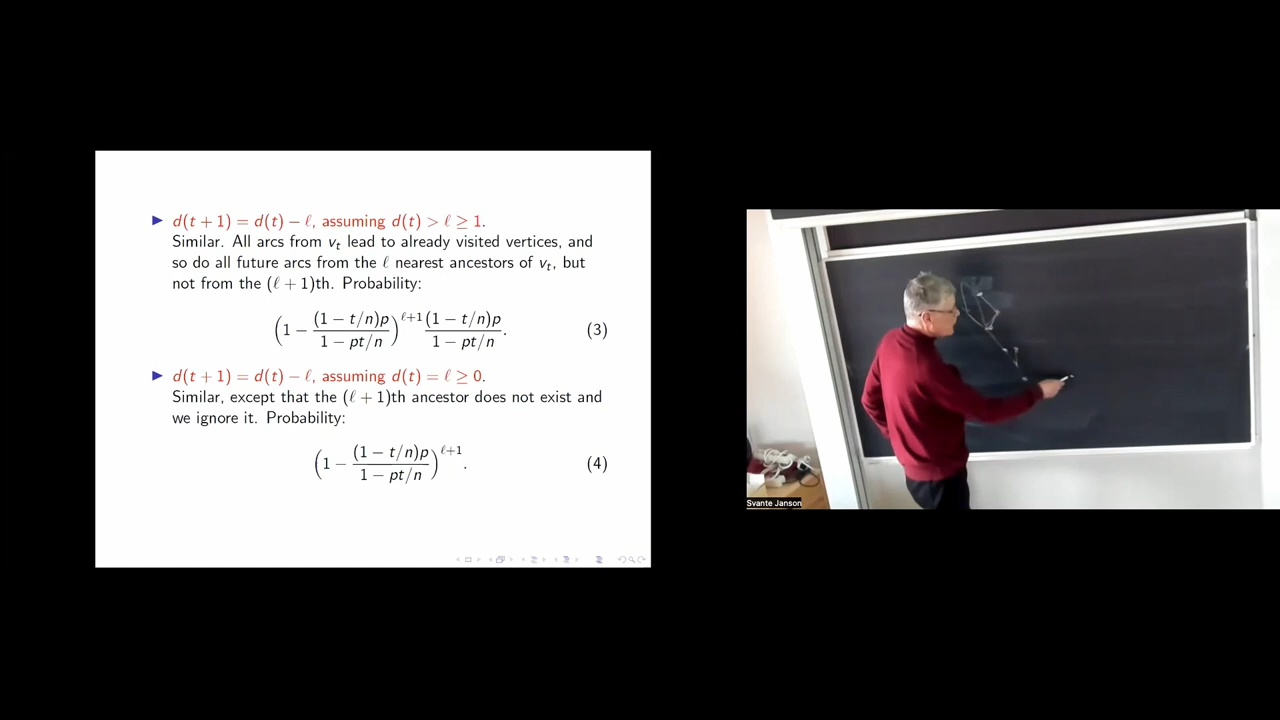 ▶ d(t + 1) = d(t) − ℓ, assuming d(t) > ℓ ≥ 1.
Similar. All arcs from v_t lead to already visited vertices, and
so do all future arcs from the ℓ nearest ancestors of v_t, but
not from the (ℓ + 1)th. Probability:
(1 − (1 − t/n)p / (1 − pt/n))^{ℓ+1} (1 − t/n)p / (1 − pt/n). (3)
▶ d(t + 1) = d(t) − ℓ, assuming d(t) = ℓ ≥ 0.
Similar, except that the (ℓ + 1)th ancestor does not exist and
we ignore it. Probability:
(1 − (1 − t/n)p / (1 − pt/n))^{ℓ+1}. (4)
Svante Janson